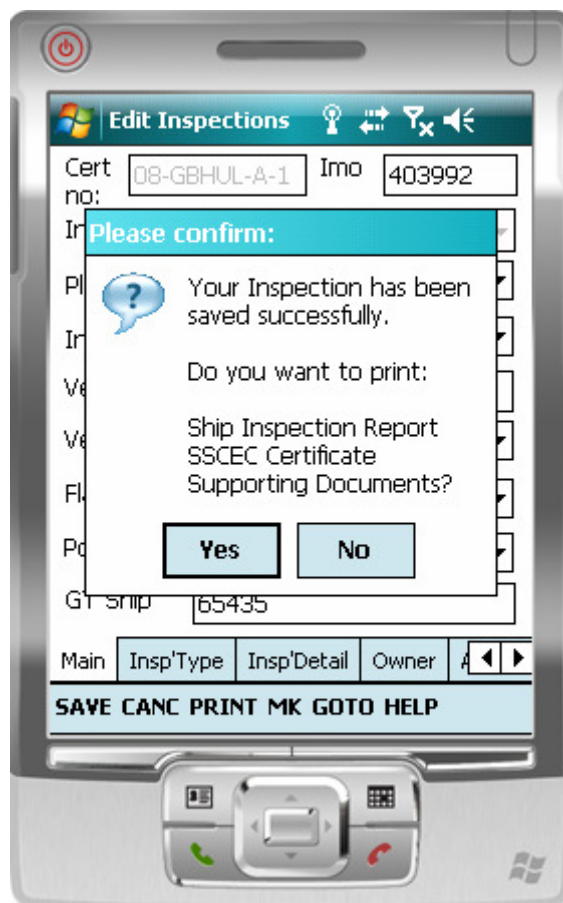 Edit Inspections
Cert no: 08-GBHUL-A-1 Imo 403992
Please confirm:
Your Inspection has been
saved successfully.
Do you want to print:
Ship Inspection Report
SSCEC Certificate
Supporting Documents?
Yes No
GT Ship 65435
Main Insp'Type Insp'Detail Owner
SAVE CANC PRINT MK GOTO HELP